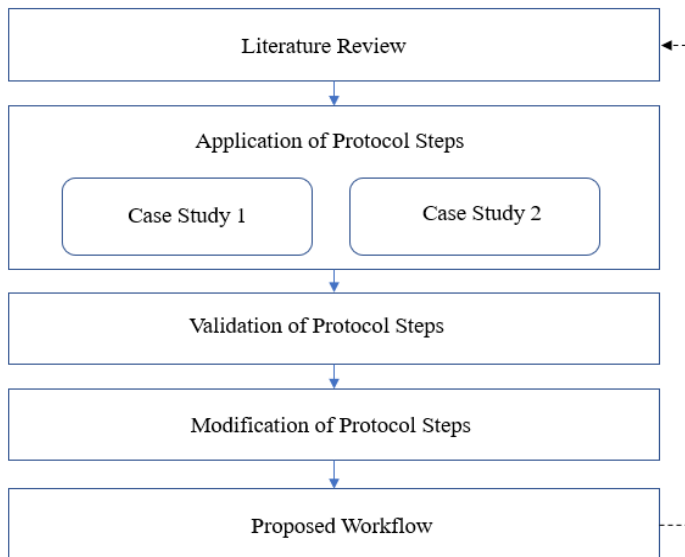 Literature Review
Application of Protocol Steps
Case Study 1
Case Study 2
Validation of Protocol Steps
Modification of Protocol Steps
Proposed Workflow